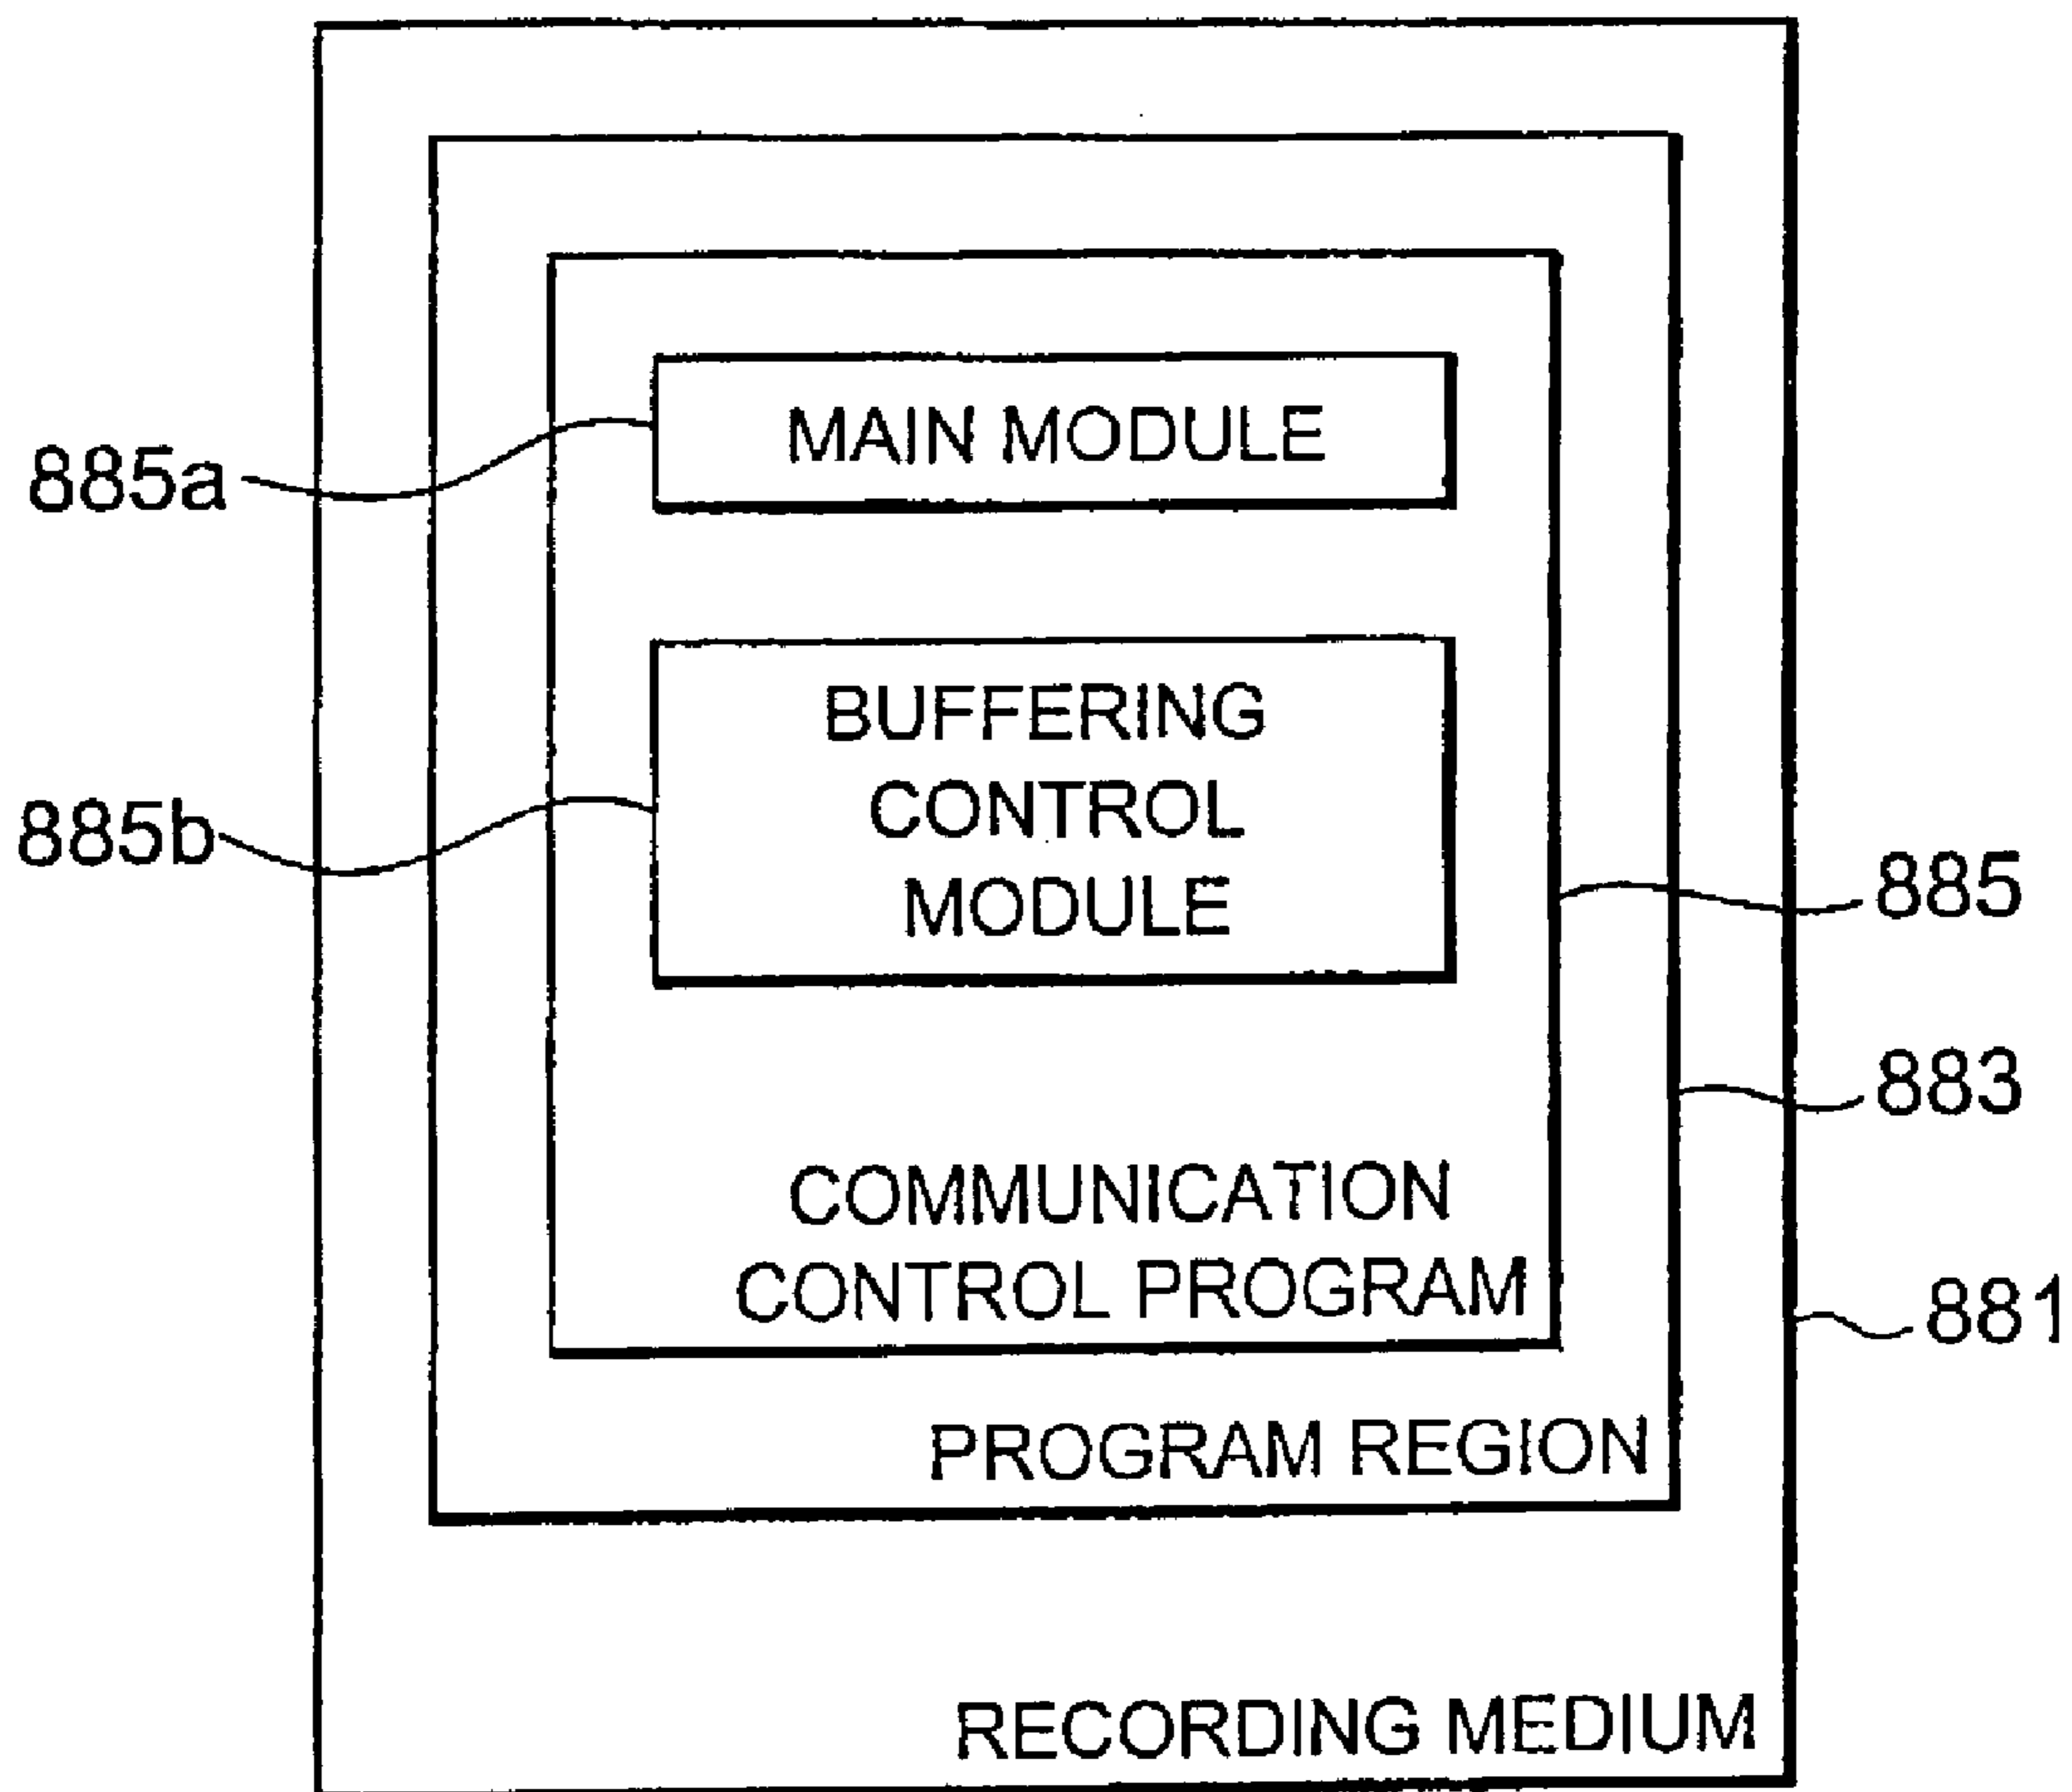 MAIN MODULE
885a
BUFFERING
CONTROL
MODULE
885b
885
883
COMMUNICATION
CONTROL PROGRAM
881
PROGRAM REGION
RECORDING MEDIUM